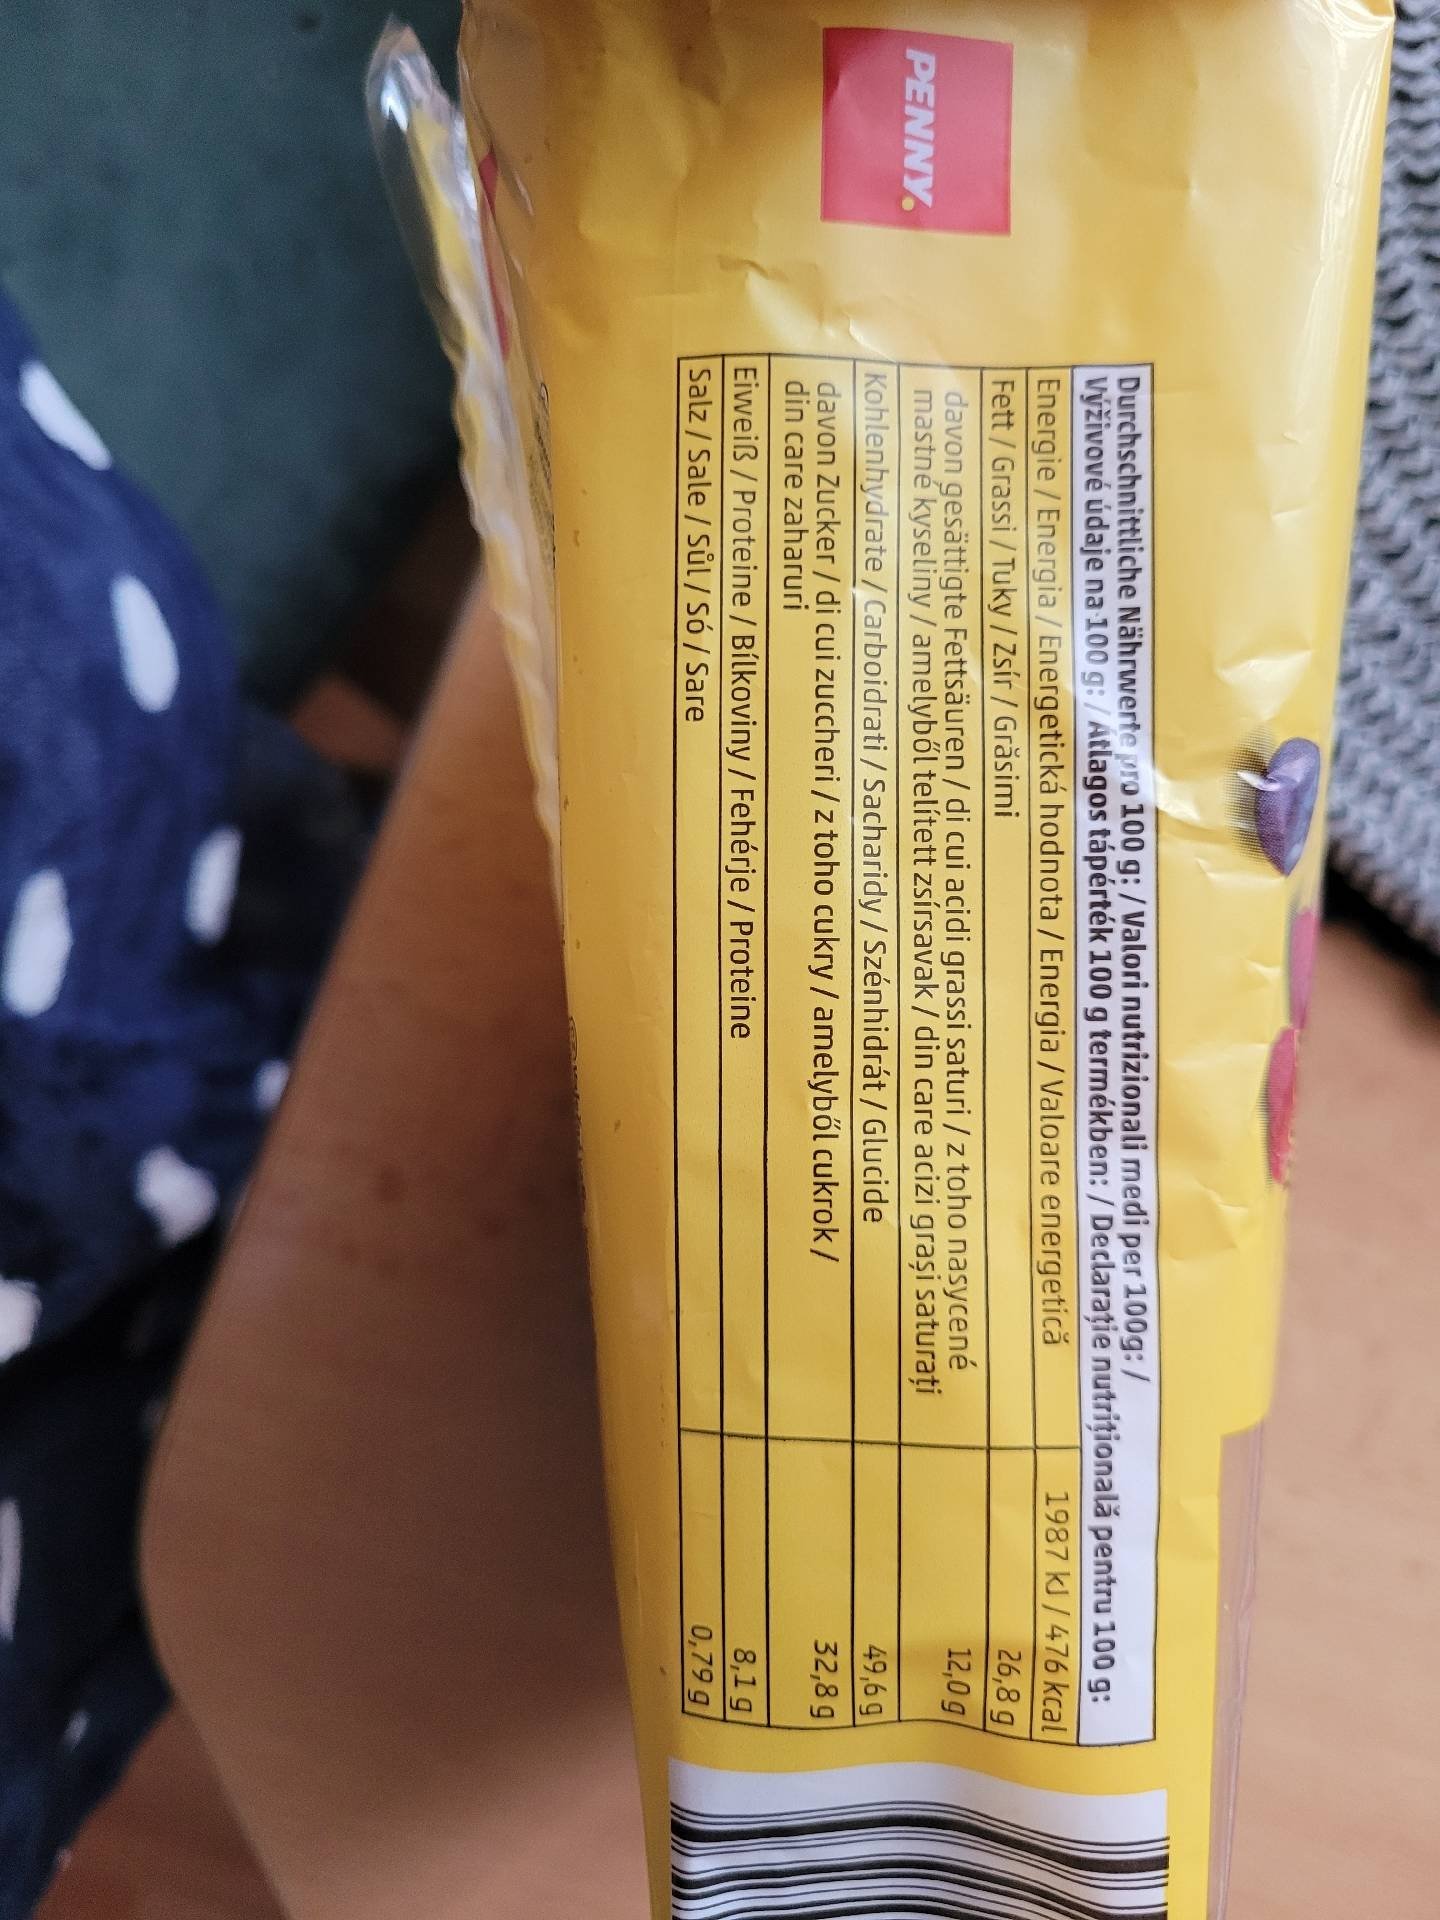 PENNY.
Durchschnittliche Nährwerte pro 100 g: / Valori nutrizionali medi per 100g: /
Výživové údaje na 100 g: / Átlagos tápérték 100 g termékben: / Declarație nutrițională pentru 100 g:
Energie / Energia / Energetická hodnota / Energia / Valoare energetică 1987 kJ / 476 kcal
Fett / Grassi / Tuky / Zsír / Grăsimi 26,8 g
davon gesättigte Fettsäuren / di cui acidi grassi saturi / z toho nasycené 12,0 g
mastné kyseliny / amelyből telített zsírsavak / din care acizi grași saturați
Kohlenhydrate / Carboidrati / Sacharidy / Szénhidrát / Glucide 49,6 g
davon Zucker / di cui zuccheri / z toho cukry / amelyből cukrok / 32,8 g
din care zaharuri
Eiweiß / Proteine / Bílkoviny / Fehérje / Proteine 8,1 g
Salz / Sale / Sůl / Só / Sare 0,79 g